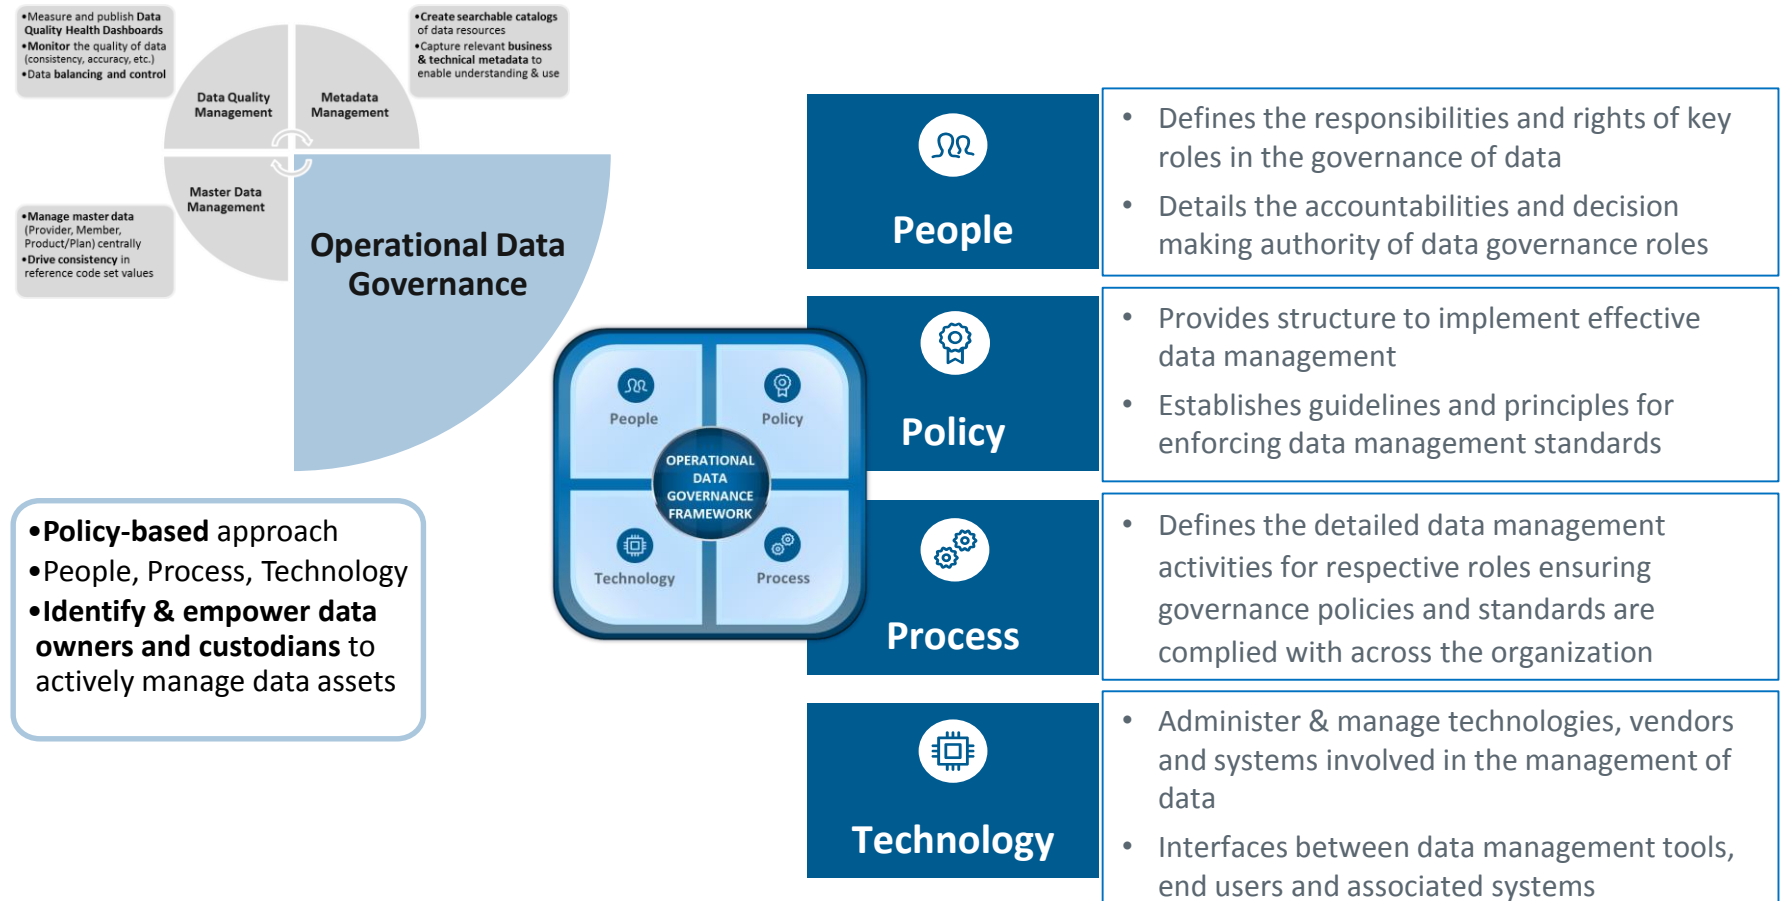 •Measure and publish Data
Quality Health Dashboards
•Monitor the quality of data
(consistency, accuracy, etc.)
•Data balancing and control
•Create searchable catalogs
of data resources
•Capture relevant business
& technical metadata to
enable understanding & use
Data Quality
Management
Metadata
Management
Master Data
Management
•Manage master data
(Provider, Member,
Product/Plan) centrally
•Drive consistency in
reference code set values
Operational Data
Governance
•Policy-based approach
•People, Process, Technology
•Identify & empower data
owners and custodians to
actively manage data assets
People
Policy
OPERATIONAL
DATA
GOVERNANCE
FRAMEWORK
Technology
Process
People
• Defines the responsibilities and rights of key
roles in the governance of data
• Details the accountabilities and decision
making authority of data governance roles
Policy
• Provides structure to implement effective
data management
• Establishes guidelines and principles for
enforcing data management standards
Process
• Defines the detailed data management
activities for respective roles ensuring
governance policies and standards are
complied with across the organization
Technology
• Administer & manage technologies, vendors
and systems involved in the management of
data
• Interfaces between data management tools,
end users and associated systems